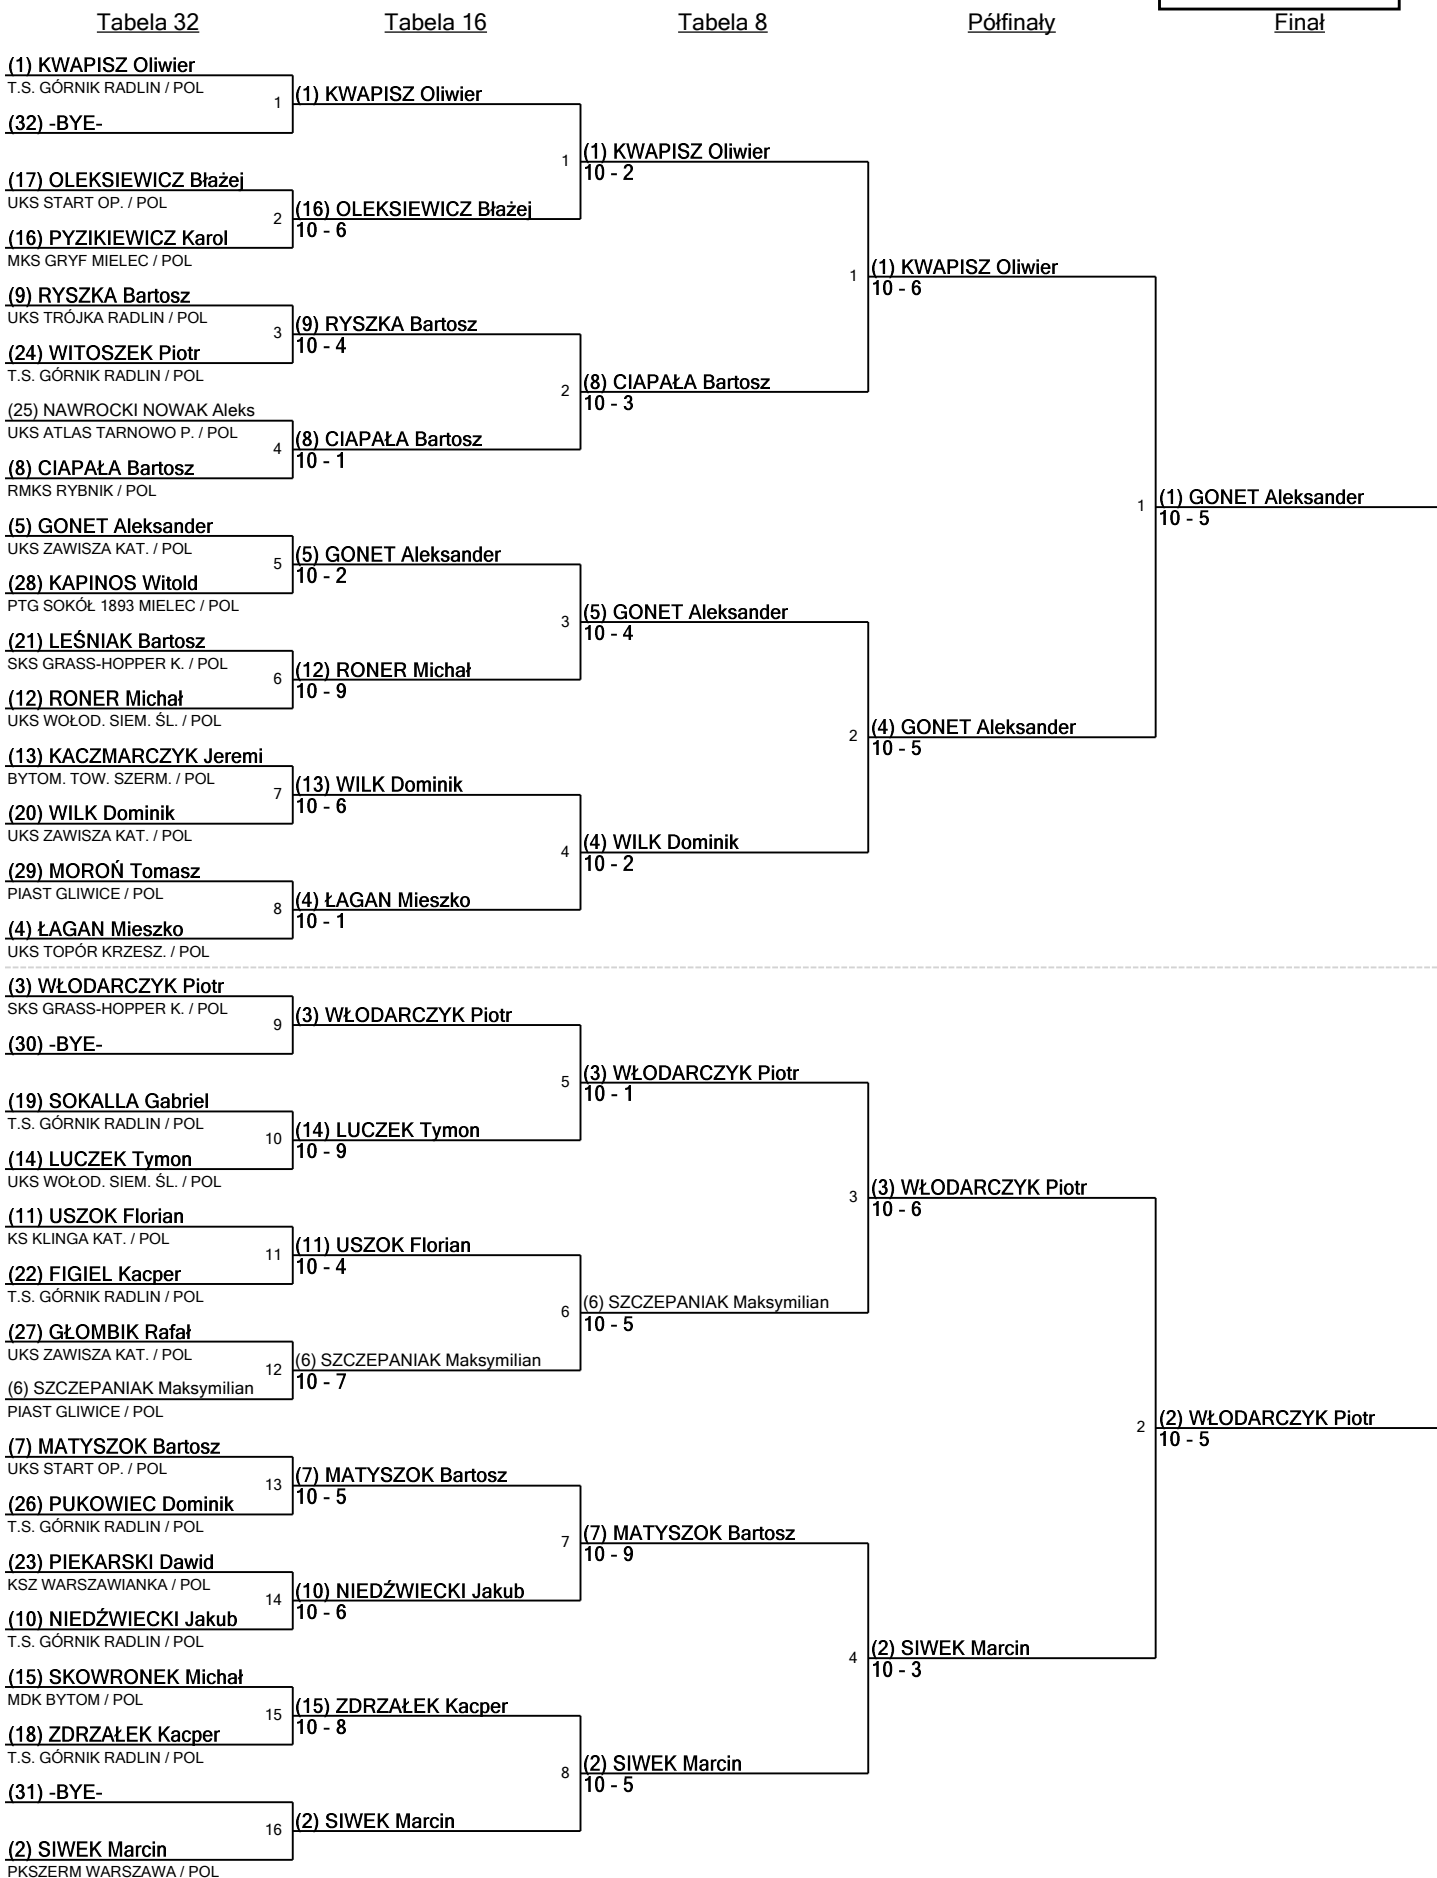 Tabela 32
Tabela 16
Tabela 8
Półfinały
Finał
(1) KWAPISZ Oliwier
T.S. GÓRNIK RADLIN / POL
1
(32) -BYE-
(17) OLEKSIEWICZ Błażej
UKS START OP. / POL
2
(16) PYZIKIEWICZ Karol
MKS GRYF MIELEC / POL
(9) RYSZKA Bartosz
UKS TRÓJKA RADLIN / POL
3
(24) WITOSZEK Piotr
T.S. GÓRNIK RADLIN / POL
(25) NAWROCKI NOWAK Aleks
UKS ATLAS TARNOWO P. / POL
4
(8) CIAPAŁA Bartosz
RMKS RYBNIK / POL
(5) GONET Aleksander
UKS ZAWISZA KAT. / POL
5
(28) KAPINOS Witold
PTG SOKÓŁ 1893 MIELEC / POL
(21) LEŚNIAK Bartosz
SKS GRASS-HOPPER K. / POL
6
(12) RONER Michał
UKS WOŁOD. SIEM. ŚL. / POL
(13) KACZMARCZYK Jeremi
BYTOM. TOW. SZERM. / POL
7
(20) WILK Dominik
UKS ZAWISZA KAT. / POL
(29) MOROŃ Tomasz
PIAST GLIWICE / POL
8
(4) ŁAGAN Mieszko
UKS TOPÓR KRZESZ. / POL
(3) WŁODARCZYK Piotr
SKS GRASS-HOPPER K. / POL
9
(30) -BYE-
(19) SOKALLA Gabriel
T.S. GÓRNIK RADLIN / POL
10
(14) LUCZEK Tymon
UKS WOŁOD. SIEM. ŚL. / POL
(11) USZOK Florian
KS KLINGA KAT. / POL
11
(22) FIGIEL Kacper
T.S. GÓRNIK RADLIN / POL
(27) GŁOMBIK Rafał
UKS ZAWISZA KAT. / POL
12
(6) SZCZEPANIAK Maksymilian
PIAST GLIWICE / POL
(7) MATYSZOK Bartosz
UKS START OP. / POL
13
(26) PUKOWIEC Dominik
T.S. GÓRNIK RADLIN / POL
(23) PIEKARSKI Dawid
KSZ WARSZAWIANKA / POL
14
(10) NIEDŹWIECKI Jakub
T.S. GÓRNIK RADLIN / POL
(15) SKOWRONEK Michał
MDK BYTOM / POL
15
(18) ZDRZAŁEK Kacper
T.S. GÓRNIK RADLIN / POL
(31) -BYE-
16
(2) SIWEK Marcin
PKSZERM WARSZAWA / POL
(1) KWAPISZ Oliwier
1
(16) OLEKSIEWICZ Błażej
10 - 6
(9) RYSZKA Bartosz
10 - 4
2
(8) CIAPAŁA Bartosz
10 - 1
(5) GONET Aleksander
10 - 2
3
(12) RONER Michał
10 - 9
(13) WILK Dominik
10 - 6
4
(4) ŁAGAN Mieszko
10 - 1
(3) WŁODARCZYK Piotr
5
(14) LUCZEK Tymon
10 - 9
(11) USZOK Florian
10 - 4
6
(6) SZCZEPANIAK Maksymilian
10 - 7
(7) MATYSZOK Bartosz
10 - 5
7
(10) NIEDŹWIECKI Jakub
10 - 6
(15) ZDRZAŁEK Kacper
10 - 8
8
(2) SIWEK Marcin
(1) KWAPISZ Oliwier
10 - 2
1
(8) CIAPAŁA Bartosz
10 - 3
(5) GONET Aleksander
10 - 4
2
(4) WILK Dominik
10 - 2
(3) WŁODARCZYK Piotr
10 - 1
3
(6) SZCZEPANIAK Maksymilian
10 - 5
(7) MATYSZOK Bartosz
10 - 9
4
(2) SIWEK Marcin
10 - 5
(1) KWAPISZ Oliwier
10 - 6
1
(4) GONET Aleksander
10 - 5
(3) WŁODARCZYK Piotr
10 - 6
2
(2) SIWEK Marcin
10 - 3
(1) GONET Aleksander
10 - 5
(2) WŁODARCZYK Piotr
10 - 5